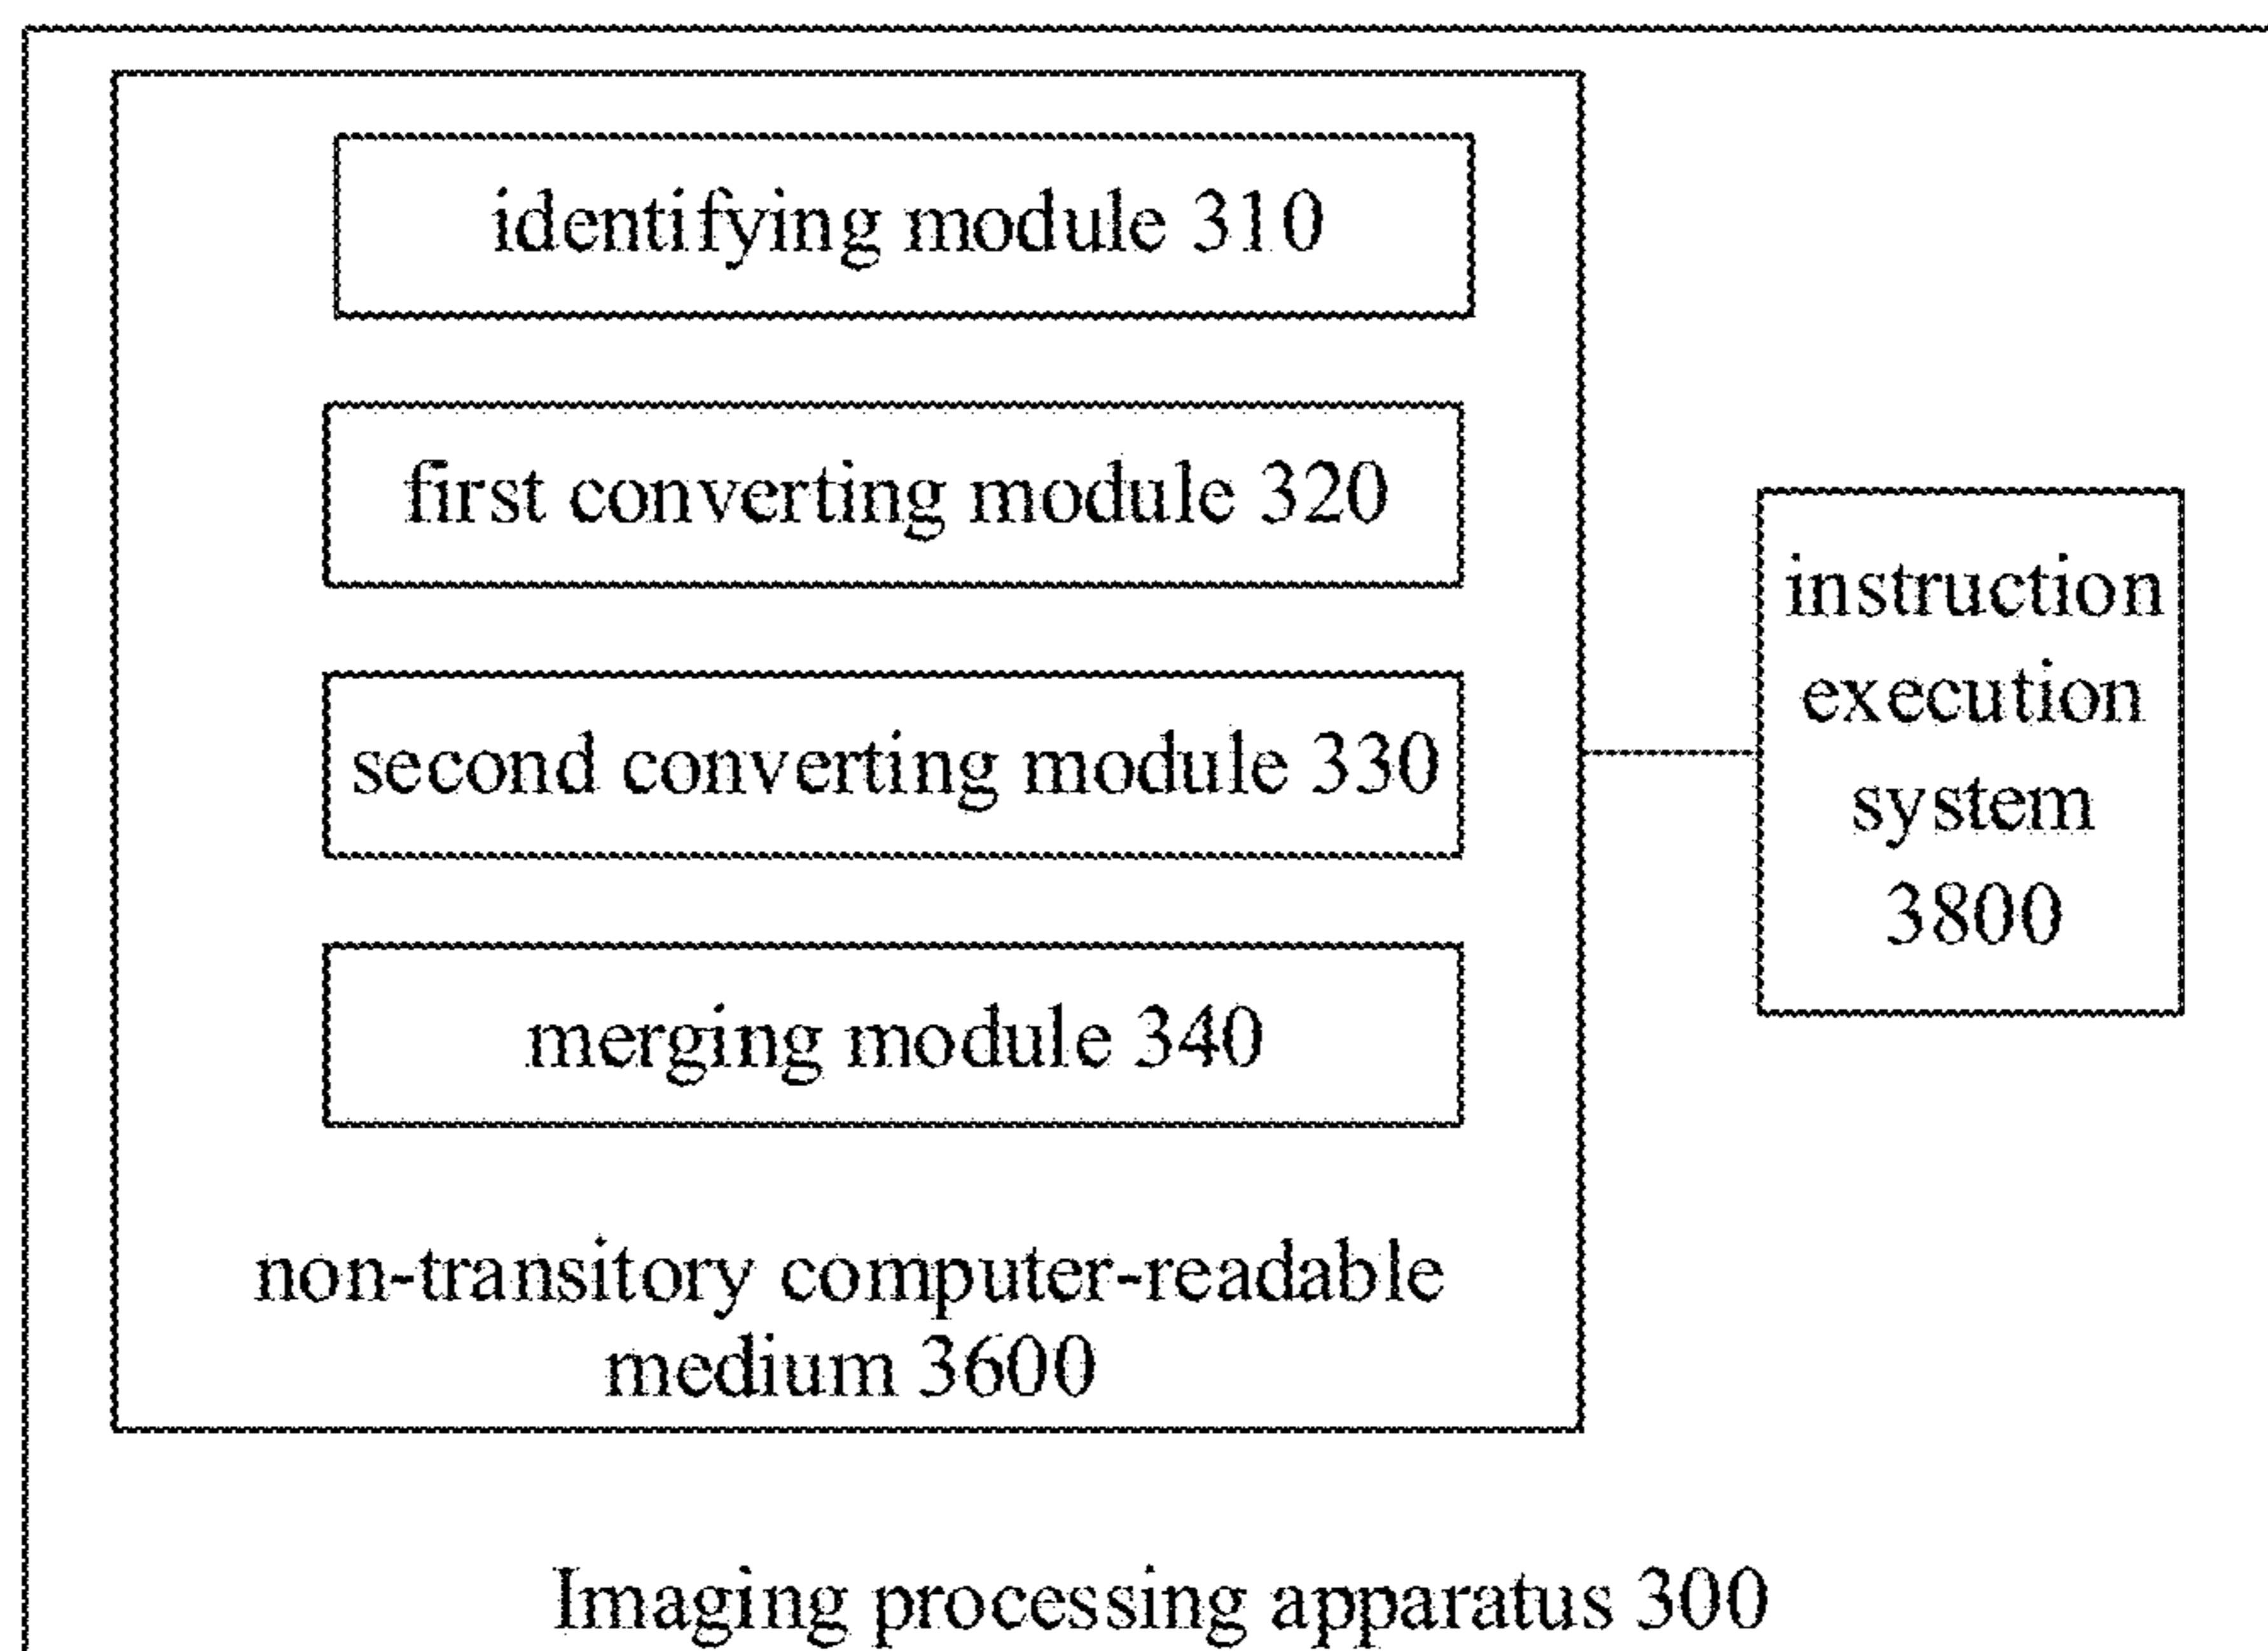 identifying module 310
first converting module 320
second converting module 330
merging module 340
non-transitory computer-readable
medium 3600
instruction
execution
system
3800
Imaging processing apparatus 300